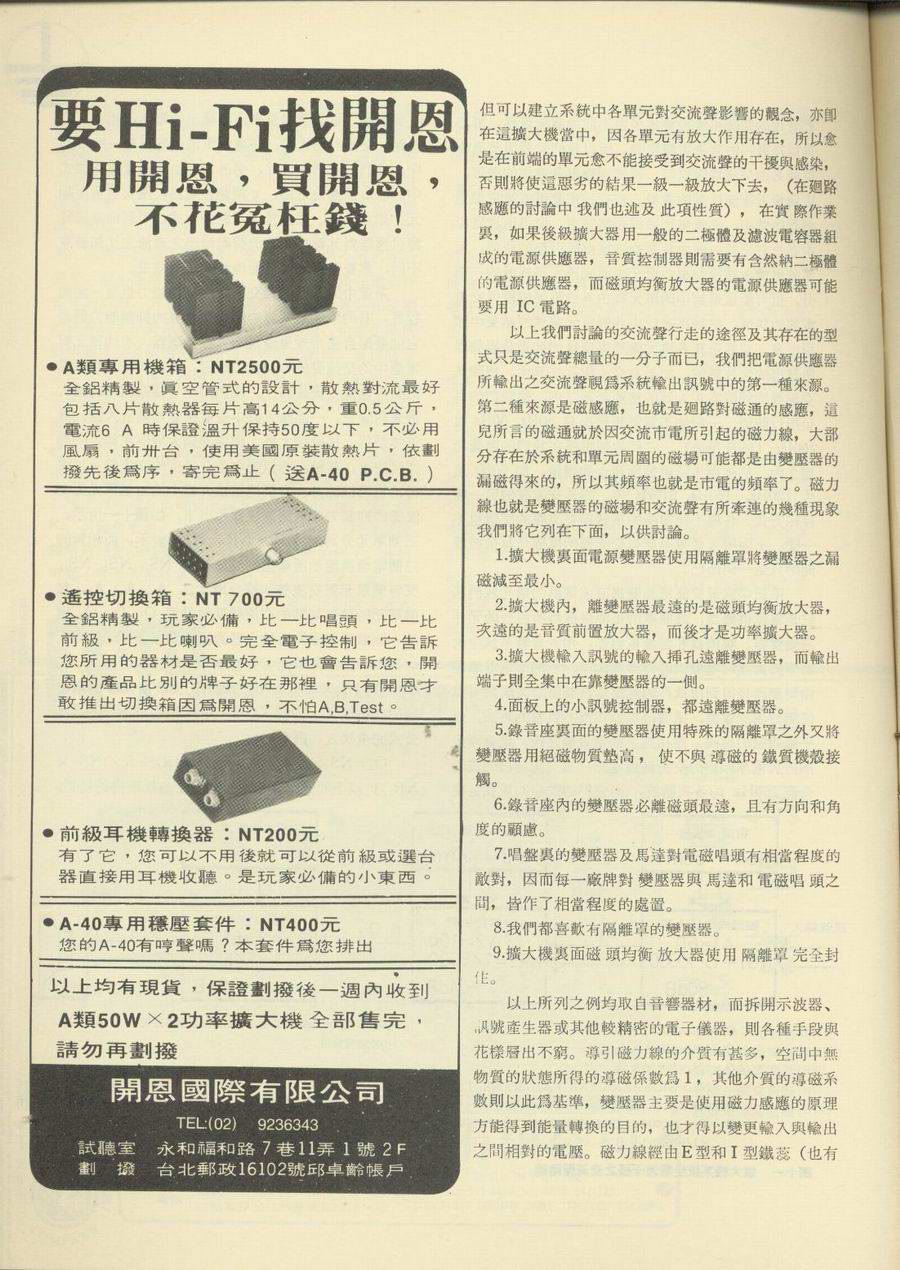 要Hi-Fi找開恩
用開恩，買開恩，
不花冤枉錢！
●A類專用機箱：NT2500元
全鋁精製，眞空管式的設計，散熱對流最好
包括八片散熱器每片高14公分，重0.5公斤，
電流6 A 時保證溫升保持50度以下，不必用
風扇，前卅台，使用美國原裝散熱片，依劃
撥先後爲序，寄完爲止（送A-40 P.C.B.）
●遙控切換箱：NT 700元
全鋁精製，玩家必備，比一比唱頭，比一比
前級，比一比喇叭。完全電子控制，它告訴
您所用的器材是否最好，它也會告訴您，開
恩的產品比別的牌子好在那裡，只有開恩才
敢推出切換箱因爲開恩，不怕A,B,Test。
●前級耳機轉換器：NT200元
有了它，您可以不用後就可以從前級或選台
器直接用耳機收聽。是玩家必備的小東西。
●A-40專用穩壓套件：NT400元
您的A-40有哼聲嗎？本套件爲您排出
以上均有現貨，保證劃撥後一週內收到
A類50W×2功率擴大機全部售完，
請勿再劃撥
開恩國際有限公司
TEL:(02) 9236343
試聽室 永和福和路7巷11弄1號2F
劃 撥 台北郵政16102號邱卓齡帳戶
但可以建立系統中各單元對交流聲影響的觀念，亦卽
在這擴大機當中，因各單元有放大作用存在，所以愈
是在前端的單元愈不能接受到交流聲的干擾與感染，
否則將使這惡劣的結果一級一級放大下去，（在廻路
感應的討論中我們也述及此項性質），在實際作業
裏，如果後級擴大器用一般的二極體及濾波電容器組
成的電源供應器，音質控制器則需要有含然納二極體
的電源供應器，而磁頭均衡放大器的電源供應器可能
要用 IC 電路。
以上我們討論的交流聲行走的途徑及其存在的型
式只是交流聲總量的一分子而已，我們把電源供應器
所輸出之交流聲視爲系統輸出訊號中的第一種來源。
第二種來源是磁感應，也就是廻路對磁通的感應，這
兒所言的磁通就於因交流市電所引起的磁力線，大部
分存在於系統和單元周圍的磁場可能都是由變壓器的
漏磁得來的，所以其頻率也就是市電的頻率了。磁力
線也就是變壓器的磁場和交流聲有所牽連的幾種現象
我們將它列在下面，以供討論。
1.擴大機裏面電源變壓器使用隔離罩將變壓器之漏
磁減至最小。
2.擴大機內，離變壓器最遠的是磁頭均衡放大器，
次遠的是音質前置放大器，而後才是功率擴大器。
3.擴大機輸入訊號的輸入揷孔遠離變壓器，而輸出
端子則全集中在靠變壓器的一側。
4.面板上的小訊號控制器，都遠離變壓器。
5.錄音座裏面的變壓器使用特殊的隔離罩之外又將
變壓器用絕磁物質墊高，使不與導磁的鐵質機殼接
觸。
6.錄音座內的變壓器必離磁頭最遠，且有方向和角
度的顧慮。
7.唱盤裏的變壓器及馬達對電磁唱頭有相當程度的
敵對，因而每一廠牌對變壓器與馬達和電磁唱頭之
間，皆作了相當程度的處置。
8.我們都喜歡有隔離罩的變壓器。
9.擴大機裏面磁頭均衡放大器使用隔離罩完全封
住。
以上所列之例均取自音響器材，而拆開示波器、
訊號產生器或其他較精密的電子儀器，則各種手段與
花樣層出不窮。導引磁力線的介質有甚多，空間中無
物質的狀態所得的導磁係數爲1，其他介質的導磁系
數則以此爲基準，變壓器主要是使用磁力感應的原理
方能得到能量轉換的目的，也才得以變更輸入與輸出
之間相對的電壓。磁力線經由E型和I型鐵蕊（也有